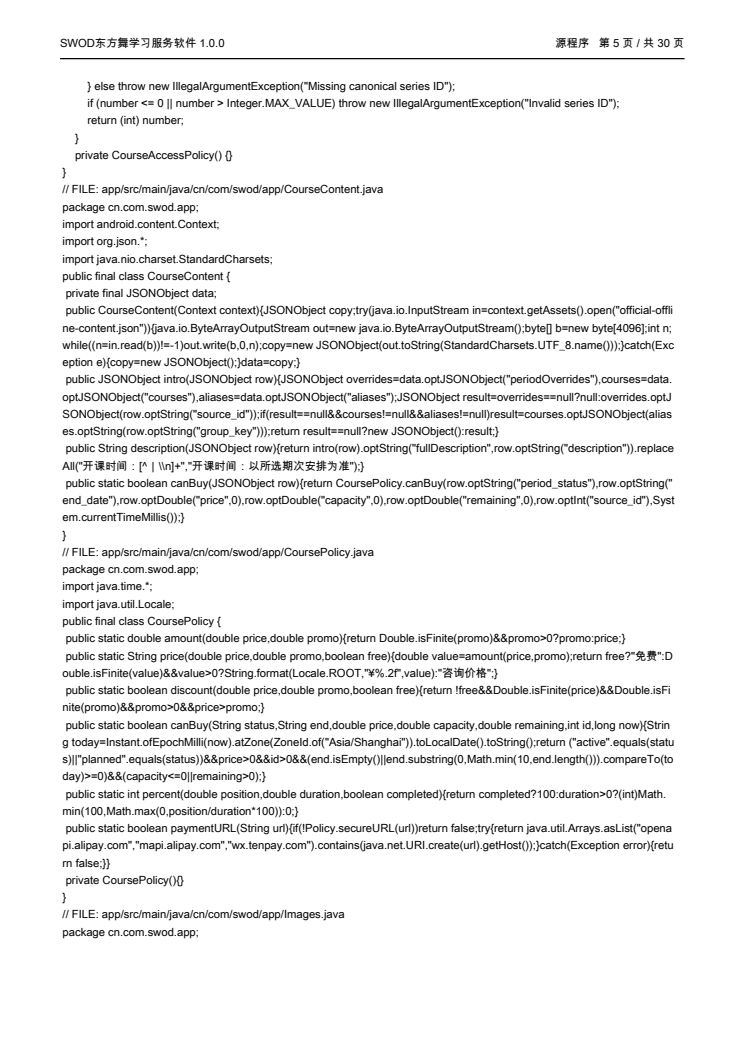 SWOD东方舞学习服务软件 1.0.0
源程序 第 5 页 / 共 30 页
} else throw new IllegalArgumentException("Missing canonical series ID");
if (number <= 0 || number > Integer.MAX_VALUE) throw new IllegalArgumentException("Invalid series ID");
return (int) number;
}
private CourseAccessPolicy() {}
}
// FILE: app/src/main/java/cn/com/swod/app/CourseContent.java
package cn.com.swod.app;
import android.content.Context;
import org.json.*;
import java.nio.charset.StandardCharsets;
public final class CourseContent {
private final JSONObject data;
public CourseContent(Context context){JSONObject copy;try(java.io.InputStream in=context.getAssets().open("official-offli
ne-content.json")){java.io.ByteArrayOutputStream out=new java.io.ByteArrayOutputStream();byte[] b=new byte[4096];int n;
while((n=in.read(b))!=-1)out.write(b,0,n);copy=new JSONObject(out.toString(StandardCharsets.UTF_8.name()));}catch(Exc
eption e){copy=new JSONObject();}data=copy;}
public JSONObject intro(JSONObject row){JSONObject overrides=data.optJSONObject("periodOverrides"),courses=data.
optJSONObject("courses"),aliases=data.optJSONObject("aliases");JSONObject result=overrides==null?null:overrides.optJ
SONObject(row.optString("source_id"));if(result==null&&courses!=null&&aliases!=null)result=courses.optJSONObject(alias
es.optString(row.optString("group_key")));return result==null?new JSONObject():result;}
public String description(JSONObject row){return intro(row).optString("fullDescription",row.optString("description")).replace
All("开课时间：[^｜\\n]+","开课时间：以所选期次安排为准");}
public static boolean canBuy(JSONObject row){return CoursePolicy.canBuy(row.optString("period_status"),row.optString("
end_date"),row.optDouble("price",0),row.optDouble("capacity",0),row.optDouble("remaining",0),row.optInt("source_id"),Syst
em.currentTimeMillis());}
}
// FILE: app/src/main/java/cn/com/swod/app/CoursePolicy.java
package cn.com.swod.app;
import java.time.*;
import java.util.Locale;
public final class CoursePolicy {
public static double amount(double price,double promo){return Double.isFinite(promo)&&promo>0?promo:price;}
public static String price(double price,double promo,boolean free){double value=amount(price,promo);return free?"免费":D
ouble.isFinite(value)&&value>0?String.format(Locale.ROOT,"¥%.2f",value):"咨询价格";}
public static boolean discount(double price,double promo,boolean free){return !free&&Double.isFinite(price)&&Double.isFi
nite(promo)&&promo>0&&price>promo;}
public static boolean canBuy(String status,String end,double price,double capacity,double remaining,int id,long now){Strin
g today=Instant.ofEpochMilli(now).atZone(ZoneId.of("Asia/Shanghai")).toLocalDate().toString();return ("active".equals(statu
s)||"planned".equals(status))&&price>0&&id>0&&(end.isEmpty()||end.substring(0,Math.min(10,end.length())).compareTo(to
day)>=0)&&(capacity<=0||remaining>0);}
public static int percent(double position,double duration,boolean completed){return completed?100:duration>0?(int)Math.
min(100,Math.max(0,position/duration*100)):0;}
public static boolean paymentURL(String url){if(!Policy.secureURL(url))return false;try{return java.util.Arrays.asList("opena
pi.alipay.com","mapi.alipay.com","wx.tenpay.com").contains(java.net.URI.create(url).getHost());}catch(Exception error){retu
rn false;}}
private CoursePolicy(){}
}
// FILE: app/src/main/java/cn/com/swod/app/Images.java
package cn.com.swod.app;